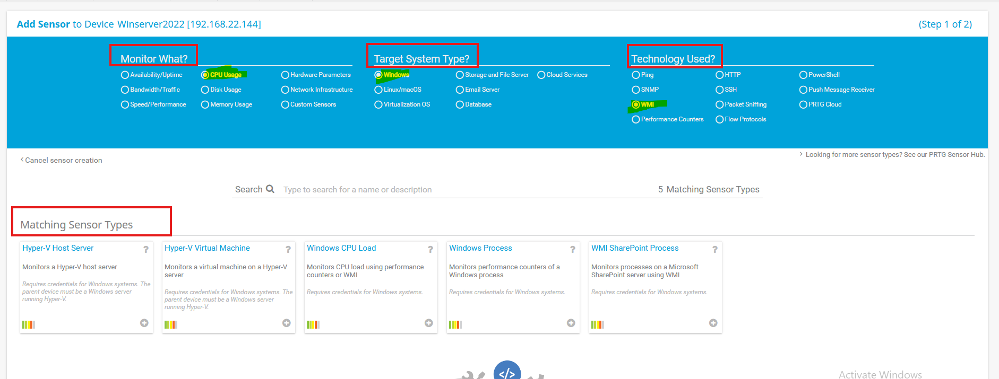 Add Sensor to Device Winserver2022 [192.168.22.144]
(Step 1 of 2)
Monitor What?
Availability/Uptime
CPU Usage
Hardware Parameters
Bandwidth/Traffic
Disk Usage
Network Infrastructure
Speed/Performance
Memory Usage
Custom Sensors
Target System Type?
Windows
Storage and File Server
Cloud Services
Linux/macOS
Email Server
Virtualization OS
Database
Technology Used?
Ping
HTTP
PowerShell
SNMP
SSH
Push Message Receiver
WMI
Packet Sniffing
PRTG Cloud
Performance Counters
Flow Protocols
Cancel sensor creation
Looking for more sensor types? See our PRTG Sensor Hub.
Search
Type to search for a name or description
5 Matching Sensor Types
Matching Sensor Types
Hyper-V Host Server
?
Monitors a Hyper-V host server
Requires credentials for Windows systems. The
parent device must be a Windows server
running Hyper-V.
Hyper-V Virtual Machine
?
Monitors a virtual machine on a Hyper-V
server
Requires credentials for Windows systems. The
parent device must be a Windows server
running Hyper-V.
Windows CPU Load
?
Monitors CPU load using performance
counters or WMI
Requires credentials for Windows systems.
Windows Process
?
Monitors performance counters of a
Windows process
Requires credentials for Windows systems.
WMI SharePoint Process
?
Monitors processes on a Microsoft
SharePoint server using WMI
Requires credentials for Windows systems.
</>
Activate Windows